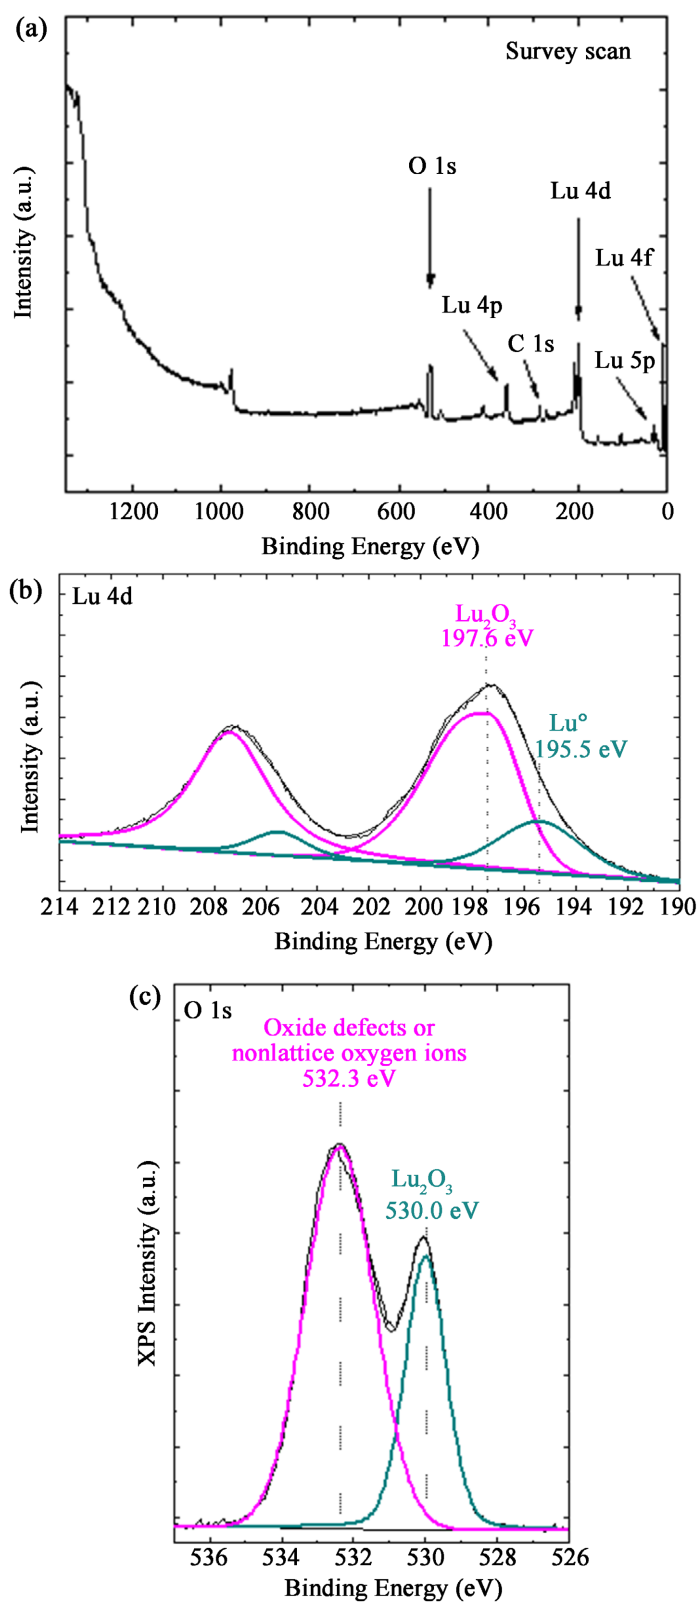 (a)
Survey scan
O 1s
Lu 4d
Lu 4f
Lu 4p
C 1s
Lu 5p
Intensity (a.u.)
1200 1000 800 600 400 200 0
Binding Energy (eV)
(b)
Lu 4d
Lu₂O₃
197.6 eV
Lu°
195.5 eV
Intensity (a.u.)
214 212 210 208 206 204 202 200 198 196 194 192 190
Binding Energy (eV)
(c)
O 1s
Oxide defects or
nonlattice oxygen ions
532.3 eV
Lu₂O₃
530.0 eV
XPS Intensity (a.u.)
536 534 532 530 528 526
Binding Energy (eV)